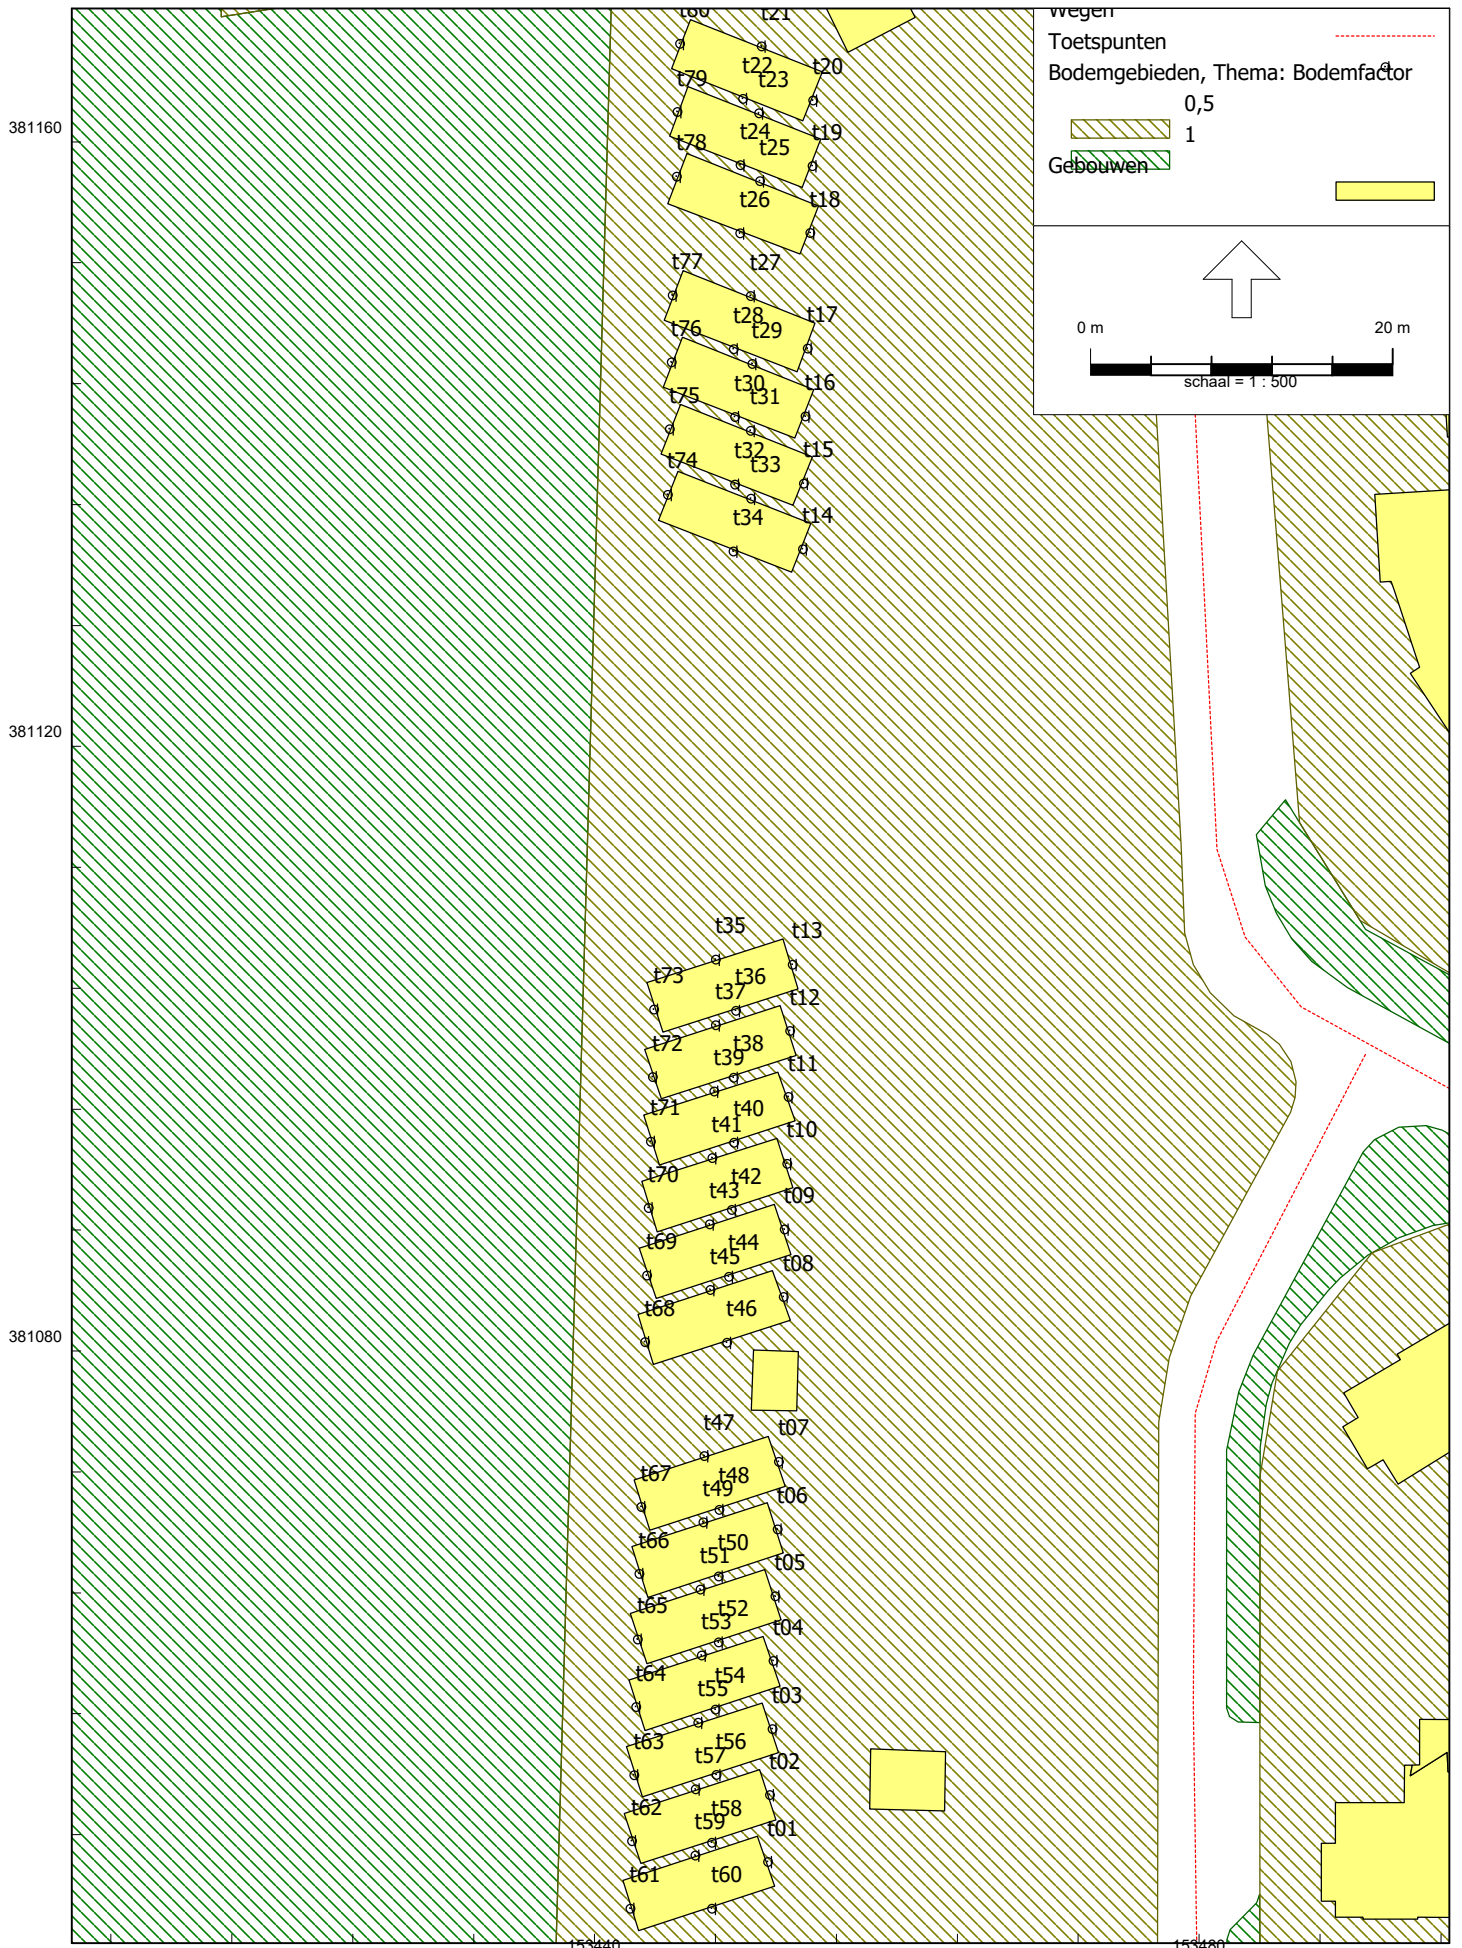 Wegen
Toetspunten
Bodemgebieden, Thema: Bodemfactor
0,5
1
Gebouwen
0 m
20 m
schaal = 1 : 500
381160
381120
381080
153440
153480
t80
t21
t22
t23
t20
t79
t24
t25
t19
t78
t26
t18
t77
t27
t28
t29
t17
t76
t30
t31
t16
t75
t32
t33
t15
t74
t34
t14
t35
t13
t73
t36
t37
t12
t72
t38
t39
t11
t71
t40
t41
t10
t70
t42
t43
t09
t69
t44
t45
t08
t68
t46
t47
t07
t67
t48
t49
t06
t66
t50
t51
t05
t65
t52
t53
t04
t64
t54
t55
t03
t63
t56
t57
t02
t62
t58
t59
t01
t61
t60